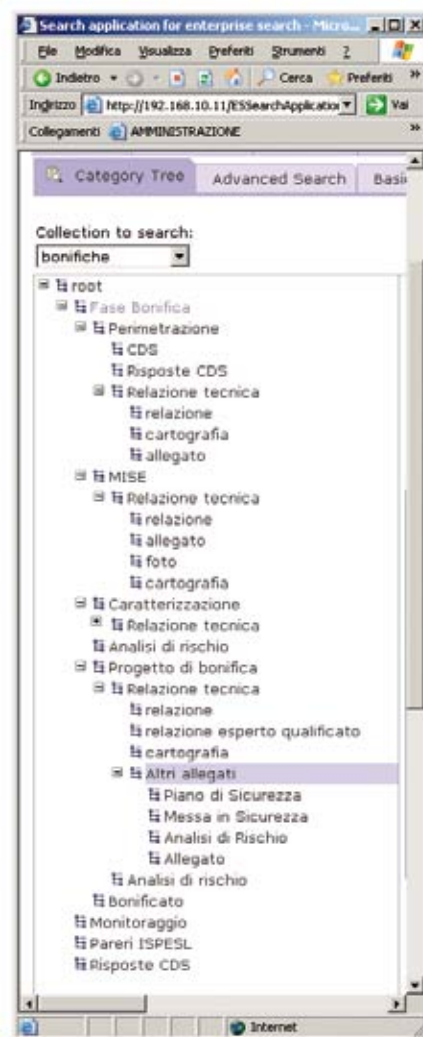 Search application for enterprise search - Micro...
File Modifica Visualizza Preferiti Strumenti ?
Indietro Cerca Preferiti »
Indirizzo http://192.168.10.11/ESSearchApplication Vai
Collegamenti AMMINISTRAZIONE »
Category Tree Advanced Search Basic
Collection to search:
bonifiche
root
Fase Bonifica
Perimetrazione
CDS
Risposte CDS
Relazione tecnica
relazione
cartografia
allegato
MISE
Relazione tecnica
relazione
allegato
foto
cartografia
Caratterizzazione
Relazione tecnica
Analisi di rischio
Progetto di bonifica
Relazione tecnica
relazione
relazione esperto qualificato
cartografia
Altri allegati
Piano di Sicurezza
Messa in Sicurezza
Analisi di Rischio
Allegato
Analisi di rischio
Bonificato
Monitoraggio
Pareri ISPESL
Risposte CDS
Internet